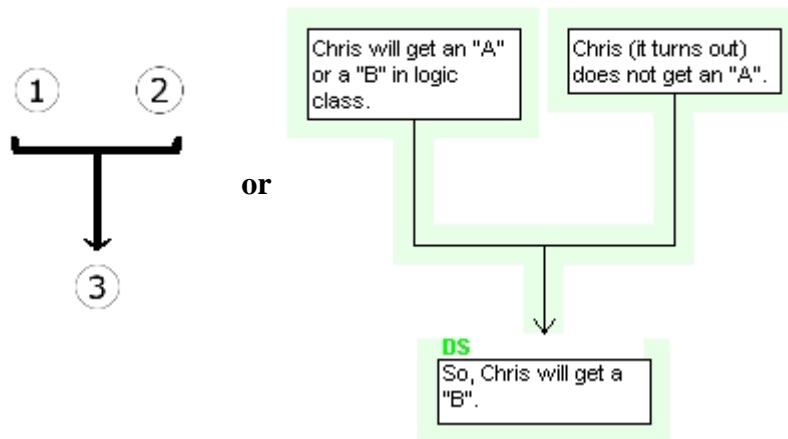 1 2
3
or
Chris will get an "A"
or a "B" in logic
class.
Chris (it turns out)
does not get an "A".
DS
So, Chris will get a
"B".